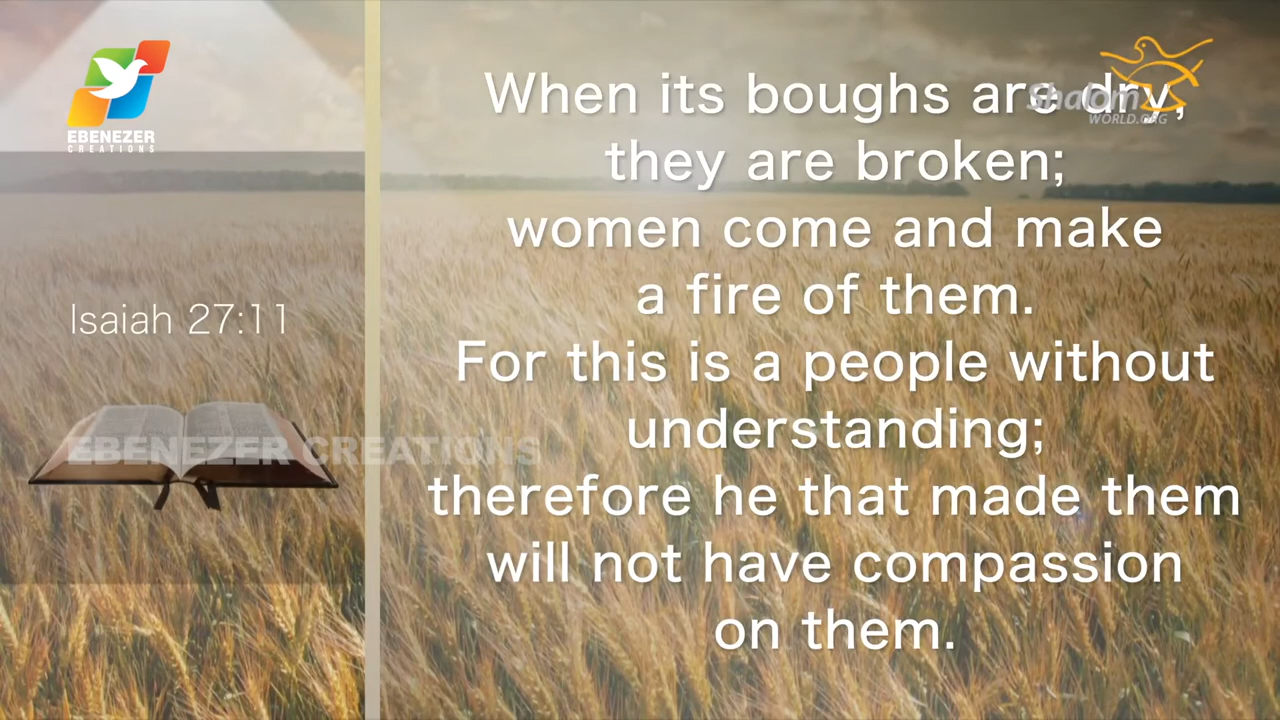 EBENEZER
CREATIONS
Isaiah 27:11
EBENEZER CREATIONS
Shalom
WORLD.ORG
When its boughs are dry,
they are broken;
women come and make
a fire of them.
For this is a people without
understanding;
therefore he that made them
will not have compassion
on them.